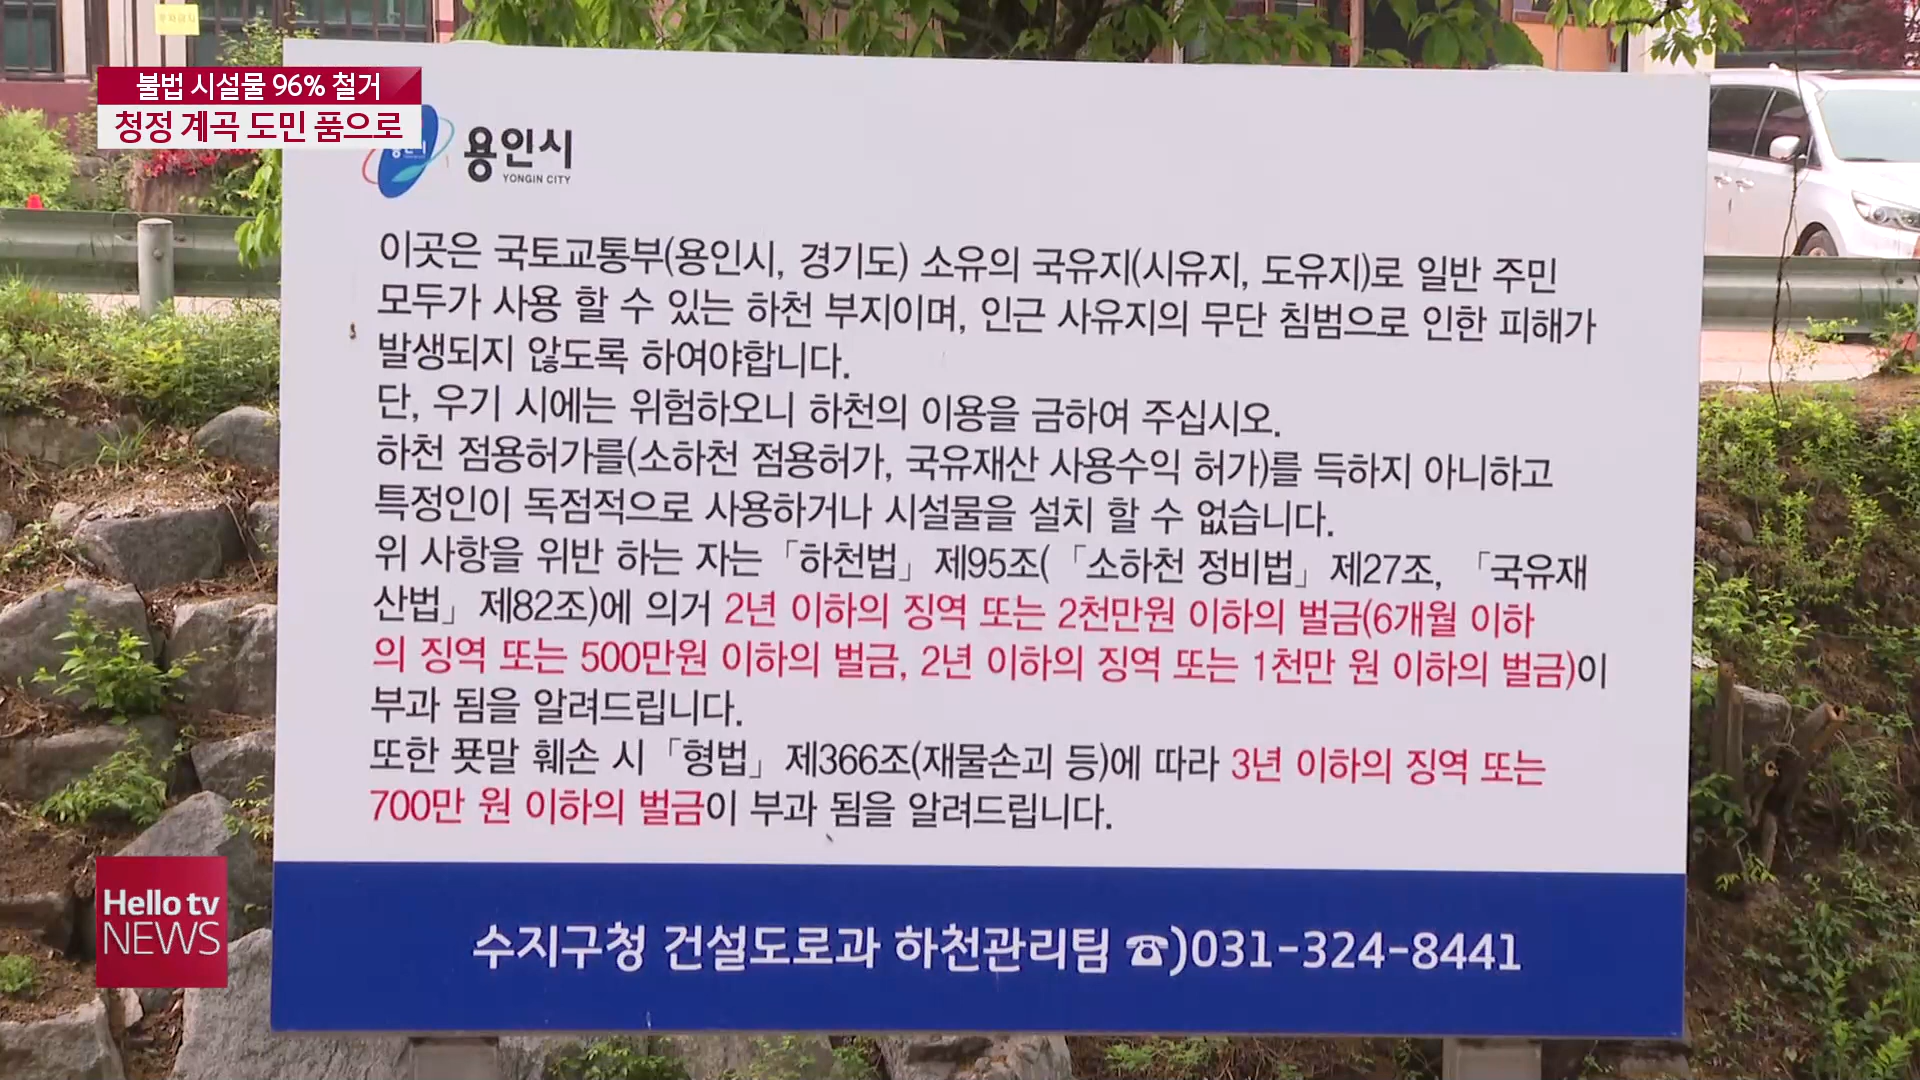 불법 시설물 96% 철거
청정 계곡 도민 품으로
용인시
YONGIN CITY
이곳은 국토교통부(용인시, 경기도) 소유의 국유지(시유지, 도유지)로 일반 주민
모두가 사용 할 수 있는 하천 부지이며, 인근 사유지의 무단 침범으로 인한 피해가
발생되지 않도록 하여야합니다.
단, 우기 시에는 위험하오니 하천의 이용을 금하여 주십시오.
하천 점용허가를(소하천 점용허가, 국유재산 사용수익 허가)를 득하지 아니하고
특정인이 독점적으로 사용하거나 시설물을 설치 할 수 없습니다.
위 사항을 위반 하는 자는「하천법」제95조(「소하천 정비법」제27조, 「국유재
산법」제82조)에 의거 2년 이하의 징역 또는 2천만원 이하의 벌금(6개월 이하
의 징역 또는 500만원 이하의 벌금, 2년 이하의 징역 또는 1천만 원 이하의 벌금)이
부과 됨을 알려드립니다.
또한 푯말 훼손 시「형법」제366조(재물손괴 등)에 따라 3년 이하의 징역 또는
700만 원 이하의 벌금이 부과 됨을 알려드립니다.
수지구청 건설도로과 하천관리팀 ☎)031-324-8441
Hello tv
NEWS